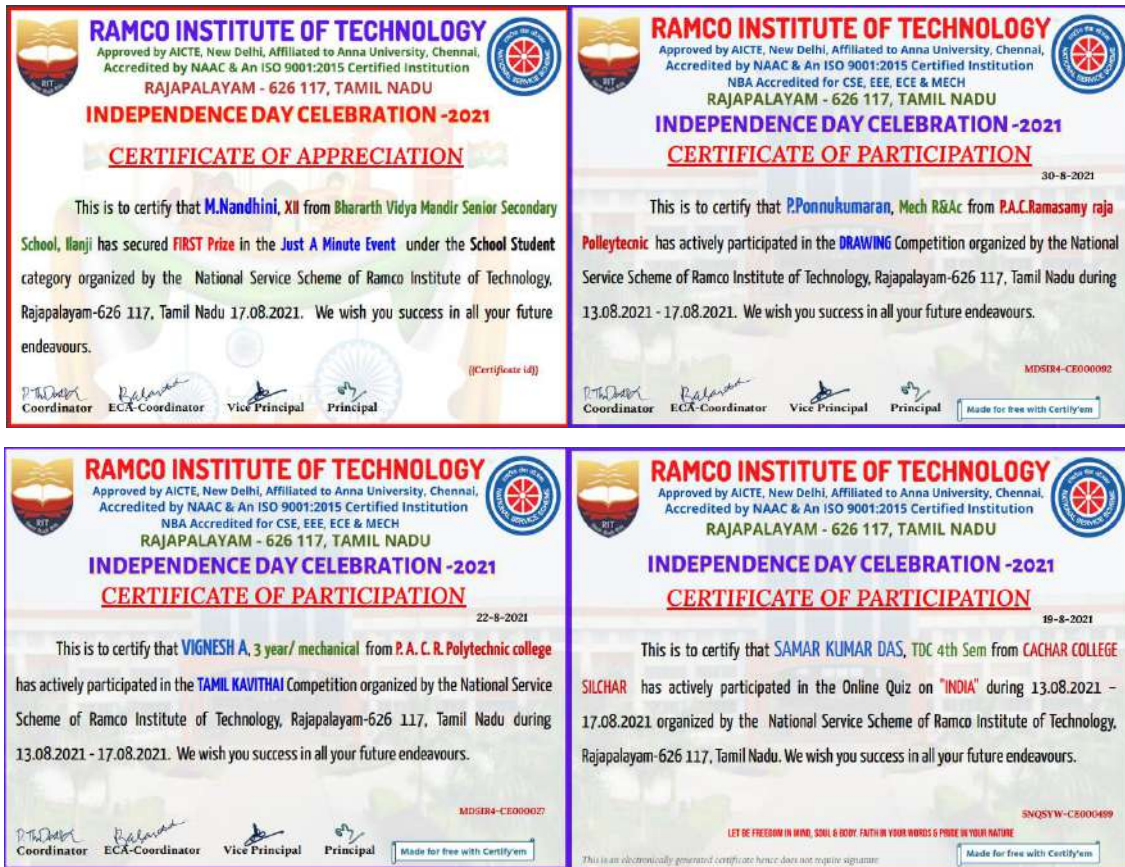 RAMCO INSTITUTE OF TECHNOLOGY
Approved by AICTE, New Delhi, Affiliated to Anna University, Chennai,
Accredited by NAAC & An ISO 9001:2015 Certified Institution
RAJAPALAYAM - 626 117, TAMIL NADU
INDEPENDENCE DAY CELEBRATION -2021
CERTIFICATE OF APPRECIATION
This is to certify that M.Nandhini, XII from Bhararth Vidya Mandir Senior Secondary
School, Ilanji has secured FIRST Prize in the Just A Minute Event under the School Student
category organized by the National Service Scheme of Ramco Institute of Technology,
Rajapalayam-626 117, Tamil Nadu 17.08.2021. We wish you success in all your future
endeavours.
{{Certificate id}}
Coordinator ECA-Coordinator Vice Principal Principal
RIT
RAMCO INSTITUTE OF TECHNOLOGY
Approved by AICTE, New Delhi, Affiliated to Anna University, Chennai,
Accredited by NAAC & An ISO 9001:2015 Certified Institution
NBA Accredited for CSE, EEE, ECE & MECH
RAJAPALAYAM - 626 117, TAMIL NADU
INDEPENDENCE DAY CELEBRATION -2021
CERTIFICATE OF PARTICIPATION
30-8-2021
This is to certify that P.Ponnukumaran, Mech R&Ac from P.A.C.Ramasamy raja
Polleytecnic has actively participated in the DRAWING Competition organized by the National
Service Scheme of Ramco Institute of Technology, Rajapalayam-626 117, Tamil Nadu during
13.08.2021 - 17.08.2021. We wish you success in all your future endeavours.
MDSIR4-CE000092
Coordinator ECA-Coordinator Vice Principal Principal
Made for free with Certify'em
RIT
RAMCO INSTITUTE OF TECHNOLOGY
Approved by AICTE, New Delhi, Affiliated to Anna University, Chennai,
Accredited by NAAC & An ISO 9001:2015 Certified Institution
NBA Accredited for CSE, EEE, ECE & MECH
RAJAPALAYAM - 626 117, TAMIL NADU
INDEPENDENCE DAY CELEBRATION -2021
CERTIFICATE OF PARTICIPATION
22-8-2021
This is to certify that VIGNESH A, 3 year/ mechanical from P. A. C. R. Polytechnic college
has actively participated in the TAMIL KAVITHAI Competition organized by the National Service
Scheme of Ramco Institute of Technology, Rajapalayam-626 117, Tamil Nadu during
13.08.2021 - 17.08.2021. We wish you success in all your future endeavours.
MDSIR4-CE000027
Coordinator ECA-Coordinator Vice Principal Principal
Made for free with Certify'em
RIT
RAMCO INSTITUTE OF TECHNOLOGY
Approved by AICTE, New Delhi, Affiliated to Anna University, Chennai,
Accredited by NAAC & An ISO 9001:2015 Certified Institution
RAJAPALAYAM - 626 117, TAMIL NADU
INDEPENDENCE DAY CELEBRATION -2021
CERTIFICATE OF PARTICIPATION
19-8-2021
This is to certify that SAMAR KUMAR DAS, TDC 4th Sem from CACHAR COLLEGE
SILCHAR has actively participated in the Online Quiz on "INDIA" during 13.08.2021 –
17.08.2021 organized by the National Service Scheme of Ramco Institute of Technology,
Rajapalayam-626 117, Tamil Nadu. We wish you success in all your future endeavours.
SNQSYW-CE000499
LET BE FREEDOM IN MIND, SOUL & BODY. FAITH IN YOUR WORDS & PRIDE IN YOUR NATURE
This is an electronically generated certificate hence does not require signature
Made for free with Certify'em
RIT